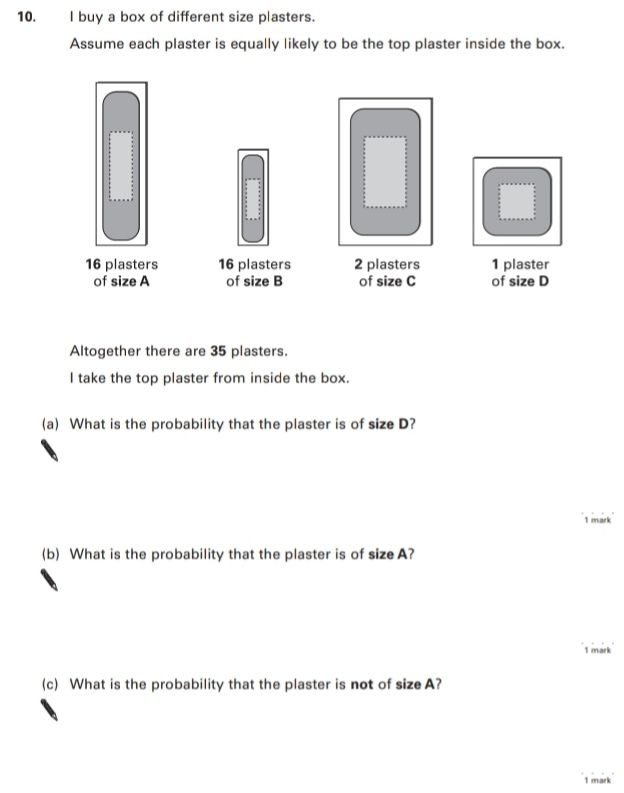 10. I buy a box of different size plasters.
Assume each plaster is equally likely to be the top plaster inside the box.
16 plasters of size A
16 plasters of size B
2 plasters of size C
1 plaster of size D
Altogether there are 35 plasters.
I take the top plaster from inside the box.
(a) What is the probability that the plaster is of size D?
1 mark
(b) What is the probability that the plaster is of size A?
1 mark
(c) What is the probability that the plaster is not of size A?
1 mark